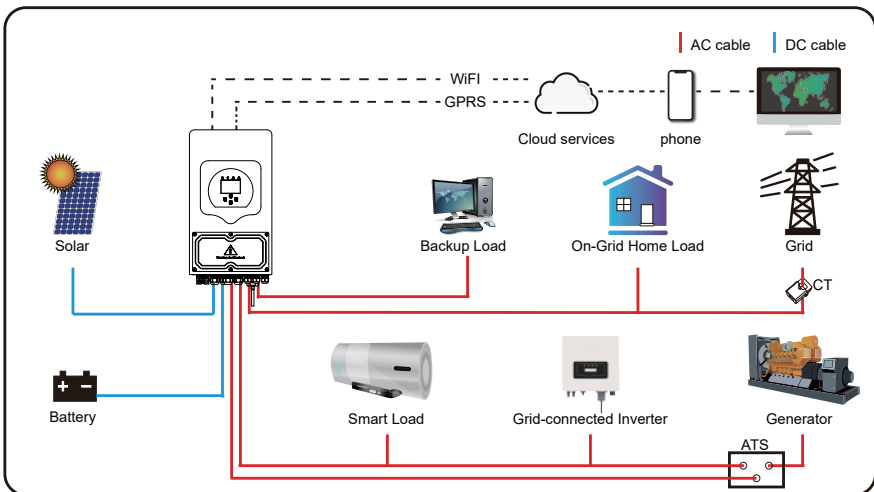 AC cable
DC cable
WiFI
GPRS
Cloud services
phone
Solar
Backup Load
On-Grid Home Load
Grid
CT
Battery
Smart Load
Grid-connected Inverter
Generator
ATS